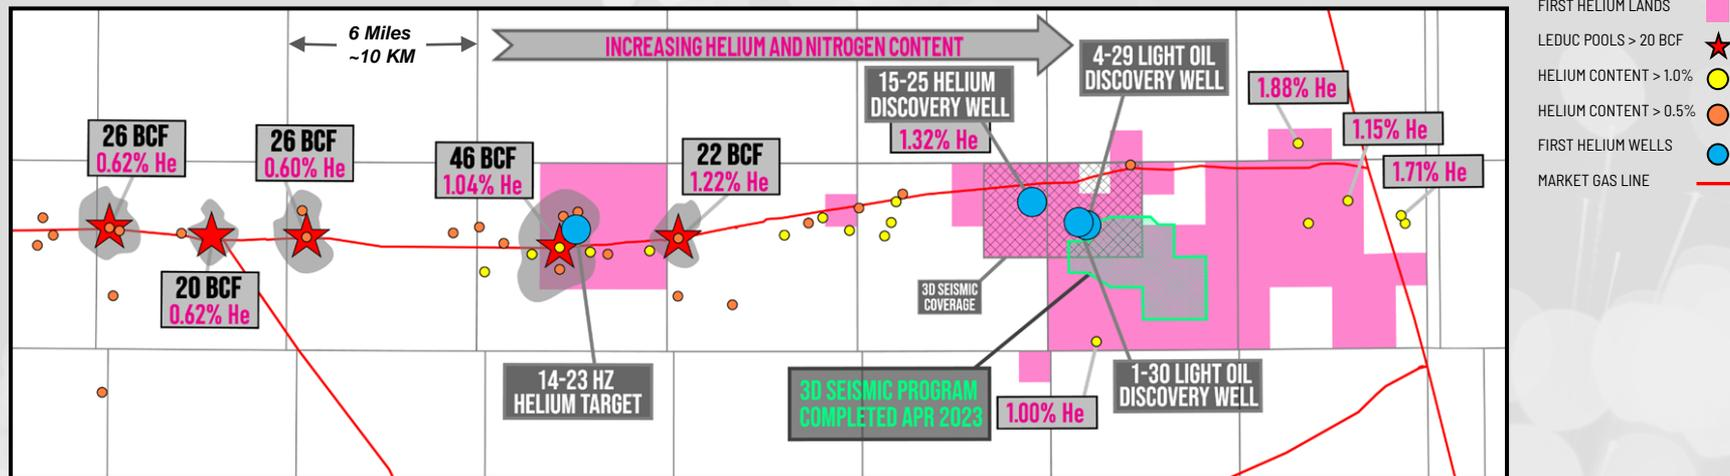 6 Miles
~10 KM
INCREASING HELIUM AND NITROGEN CONTENT
4-29 LIGHT OIL
DISCOVERY WELL
15-25 HELIUM
DISCOVERY WELL
1.32% He
1.88% He
1.15% He
1.71% He
26 BCF
0.62% He
26 BCF
0.60% He
46 BCF
1.04% He
22 BCF
1.22% He
20 BCF
0.62% He
3D SEISMIC
COVERAGE
14-23 HZ
HELIUM TARGET
3D SEISMIC PROGRAM
COMPLETED APR 2023
1.00% He
1-30 LIGHT OIL
DISCOVERY WELL
FIRST HELIUM LANDS
LEDUC POOLS > 20 BCF
HELIUM CONTENT > 1.0%
HELIUM CONTENT > 0.5%
FIRST HELIUM WELLS
MARKET GAS LINE